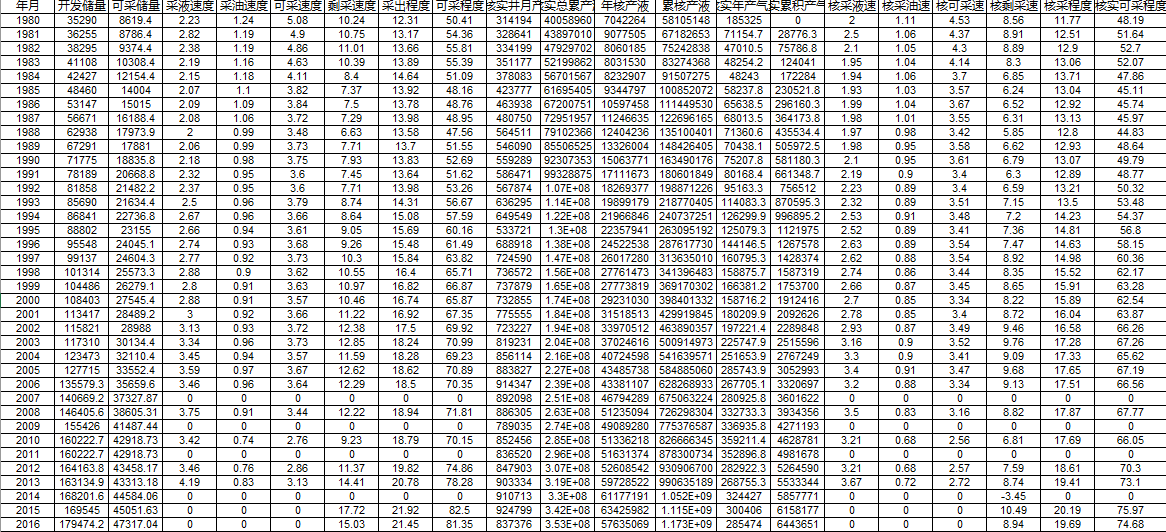 年月 开发储量 可采储量 采液速度 采油速度 可采速度 剩采速度 采出程度 可采程度 核实井月产 实总累产 年核产液 累核产液 实年产气 实累积产气 核采液速 核采油速 核可采速 核剩采速 核采程度 核实可采程度
1980 35290 8619.4 2.23 1.24 5.08 10.24 12.31 50.41 314194 40058960 7042264 58105148 185325 0 2 1.11 4.53 8.56 11.77 48.19
1981 36255 8786.4 2.82 1.19 4.9 10.75 13.17 54.36 328641 43897010 9077505 67182653 71154.7 28776.3 2.5 1.06 4.37 8.91 12.51 51.64
1982 38255 9274.4 2.38 1.19 4.86 11.01 13.66 55.81 334199 47929702 8060185 75242838 47010.5 75786.8 2.1 1.05 4.3 8.89 12.9 52.7
1983 41108 10308.4 2.19 1.16 4.63 10.39 13.89 55.39 351177 52199862 8031530 83274368 48254.2 124041 1.95 1.04 4.14 8.3 13.06 52.07
1984 42427 12154.4 2.15 1.18 4.11 8.4 14.64 51.09 378083 56701567 8232907 91507275 48243 172284 1.94 1.06 3.7 6.85 13.71 47.86
1985 48460 14004 2.07 1.1 3.82 7.37 13.92 48.16 423777 61695405 9344797 100852072 58237.8 230521.8 1.93 1.03 3.57 6.24 13.04 45.11
1986 53147 15015 2.09 1.09 3.84 7.5 13.78 48.76 463938 67200751 10597458 111449530 65638.5 296160.3 1.99 1.04 3.67 6.52 12.92 45.74
1987 56671 16188.4 2.08 1.06 3.72 7.29 13.98 48.95 480750 72951957 11246635 122696165 68013.5 364173.8 1.98 1.01 3.55 6.31 13.13 45.97
1988 62938 17973.9 2 0.99 3.48 6.63 13.58 47.56 564511 79102366 12404236 135100401 71360.6 435534.4 1.97 0.98 3.42 5.85 12.8 44.83
1989 67291 17881 2.06 0.99 3.73 7.71 13.7 51.55 546090 85506525 13326004 148426405 70438.1 505972.5 1.98 0.95 3.58 6.62 12.93 48.64
1990 71775 18835.8 2.18 0.98 3.75 7.93 13.83 52.69 559289 92307353 15063771 163490176 75207.8 581180.3 2.1 0.95 3.61 6.79 13.07 49.79
1991 78189 20668.8 2.32 0.95 3.6 7.45 13.64 51.62 586471 99328875 17111673 180601849 80168.4 661348.7 2.19 0.9 3.4 6.3 12.89 48.77
1992 81858 21482.2 2.37 0.95 3.6 7.71 13.98 53.26 567874 1.07E+08 18269377 198871226 95163.3 756512 2.23 0.89 3.4 6.59 13.21 50.32
1993 85690 21634.4 2.5 0.96 3.79 8.74 14.31 56.67 636295 1.14E+08 19899179 218770405 114083.3 870595.3 2.32 0.89 3.51 7.15 13.5 53.48
1994 86841 22736.8 2.67 0.96 3.66 8.64 15.08 57.59 649549 1.22E+08 21966846 240737251 126299.9 996895.2 2.53 0.91 3.48 7.2 14.23 54.37
1995 88802 23155 2.66 0.94 3.61 9.05 15.69 60.16 533721 1.3E+08 22357941 263095192 125079.3 1121975 2.52 0.89 3.41 7.36 14.81 56.8
1996 95548 24045.1 2.74 0.93 3.68 9.26 15.48 61.49 688918 1.38E+08 24522538 287617730 144146.5 1267578 2.63 0.89 3.54 7.47 14.63 58.15
1997 99137 24604.3 2.77 0.92 3.73 10.3 15.84 63.82 724590 1.47E+08 26017280 313635010 160795.3 1428374 2.62 0.88 3.54 8.92 14.98 60.36
1998 101314 25573.3 2.88 0.9 3.62 10.55 16.4 65.71 736572 1.56E+08 27761473 341396483 158875.7 1587319 2.74 0.86 3.44 8.35 15.52 62.17
1999 104486 26279.1 2.8 0.91 3.63 10.97 16.82 66.87 737879 1.65E+08 27773819 369170302 166381.2 1753700 2.66 0.87 3.45 8.65 15.91 63.28
2000 108403 27545.4 2.88 0.91 3.57 10.46 16.74 65.87 732855 1.74E+08 29231030 398401332 158716.2 1912416 2.7 0.85 3.34 8.22 15.89 62.54
2001 113417 28489.2 3 0.92 3.66 11.22 16.92 67.35 775555 1.84E+08 31518513 429919845 180209.9 2092626 2.78 0.85 3.4 8.72 16.04 63.87
2002 115821 28988 3.13 0.93 3.72 12.38 17.5 69.92 723227 1.94E+08 33970512 463890357 197221.4 2289848 2.93 0.87 3.49 9.46 16.58 66.26
2003 117310 30134.4 3.34 0.96 3.73 12.85 18.24 70.99 819231 2.04E+08 37024616 500914973 225747.9 2515596 3.16 0.9 3.52 9.76 17.28 67.26
2004 123473 32110.4 3.45 0.94 3.57 11.59 18.28 69.23 856114 2.16E+08 40724598 541639571 251653.9 2767249 3.3 0.9 3.41 9.09 17.33 65.62
2005 127711 33552.4 3.59 0.97 3.67 12.62 18.62 70.89 883827 2.27E+08 43485738 584885060 285743.9 3052993 3.4 0.91 3.47 9.68 17.65 67.19
2006 135579.3 35659.6 3.46 0.96 3.64 12.29 18.5 70.35 914347 2.39E+08 43381107 628268933 267705.1 3320697 3.2 0.88 3.34 9.13 17.51 66.56
2007 140669.2 37327.87 0 0 0 0 0 0 892098 2.51E+08 46794289 675063224 280925.8 3601622 0 0 0 0 0 0
2008 146405.6 38605.31 3.75 0.91 3.44 12.22 18.94 71.81 886305 2.63E+08 51235094 726298304 332733.3 3934356 3.5 0.83 3.16 8.82 17.87 67.77
2009 155426 41487.44 0 0 0 0 0 0 789035 2.74E+08 49089280 775376587 336935.8 4271193 0 0 0 0 0 0
2010 160222.7 42918.73 3.42 0.74 2.76 9.23 18.79 70.15 852456 2.85E+08 51336218 826666345 359211.4 4628781 3.21 0.68 2.56 6.81 17.69 66.05
2011 160222.7 42918.73 0 0 0 0 0 0 836520 2.96E+08 51631374 878300734 352896.8 4981678 0 0 0 0 0 0
2012 164163.8 43458.17 3.46 0.76 2.86 11.37 19.82 74.86 847903 3.07E+08 52608542 930906700 282922.3 5264590 3.21 0.68 2.57 7.59 18.61 70.3
2013 163134.9 43313.18 4.19 0.83 3.13 14.41 20.78 78.28 903334 3.19E+08 59728522 990635189 268755.3 5533344 3.67 0.72 2.72 8.74 19.41 73.1
2014 168201.6 44584.06 0 0 0 0 0 0 910713 3.3E+08 61177191 1.052E+09 324427 5857771 0 0 0 -3.45 0 0
2015 169545 45051.63 0 0 0 17.72 21.92 82.5 924799 3.42E+08 63425982 1.115E+09 300406 6158177 0 0 0 10.49 20.19 75.97
2016 179474.2 47317.04 0 0 0 15.03 21.45 81.35 837376 3.53E+08 57635069 1.173E+09 285474 6443651 0 0 0 8.94 19.69 74.68